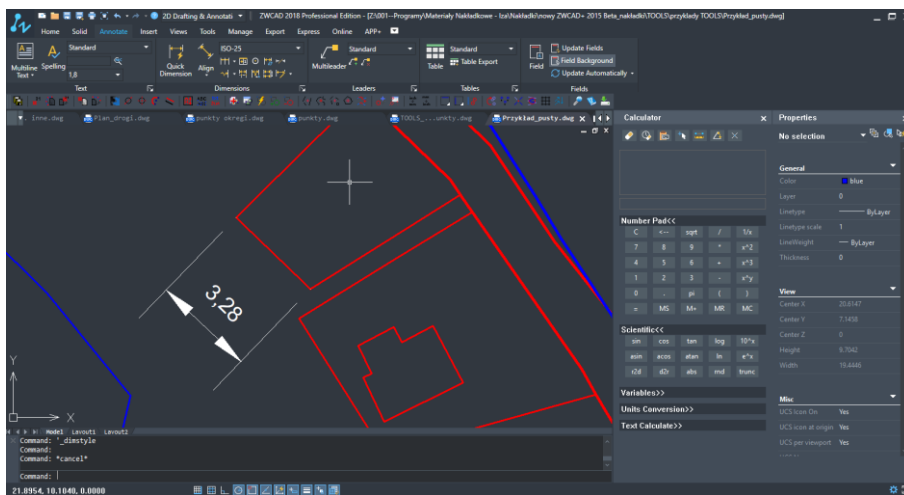 2D Drafting & Annotati
ZWCAD 2018 Professional Edition - [Z:\001--Programy\Materiały Nakładkowe - Iza\Nakładki\nowy ZWCAD+ 2015 Beta_nakładki\TOOLS\przyklady TOOLS\Przykład_pusty.dwg]
Home Solid Annotate Insert Views Tools Manage Export Express Online APP+
Standard ISO-25 Standard Standard Update Fields
Multiline Text Spelling Quick Dimension Align Multileader Table Table Export Field Field Background
1,8 Update Automatically
Text Dimensions Leaders Tables Fields
inne.dwg Plan_drogi.dwg punkty okregi.dwg punkty.dwg TOOLS_...unkty.dwg Przykład_pusty.dwg
Calculator
Number Pad<<
C <-- sqrt / 1/x
7 8 9 * x^2
4 5 6 + x^3
1 2 3 - x^y
0 . pi ( )
= MS M+ MR MC
Scientific<<
sin cos tan log 10^x
asin acos atan ln e^x
r2d d2r abs rnd trunc
Variables>>
Units Conversion>>
Text Calculate>>
Properties
No selection
General
Color blue
Layer 0
Linetype ByLayer
Linetype scale 1
LineWeight ByLayer
Thickness 0
View
Center X 20.8147
Center Y 7.1458
Center Z 0
Height 9.7042
Width 19.4446
Misc
UCS Icon On Yes
UCS icon at origin Yes
UCS per viewport Yes
3,28
Y
X
Model Layout1 Layout2
Command: '_dimstyle
Command:
Command: *cancel*
Command:
21.8954, 10.1040, 0.0000